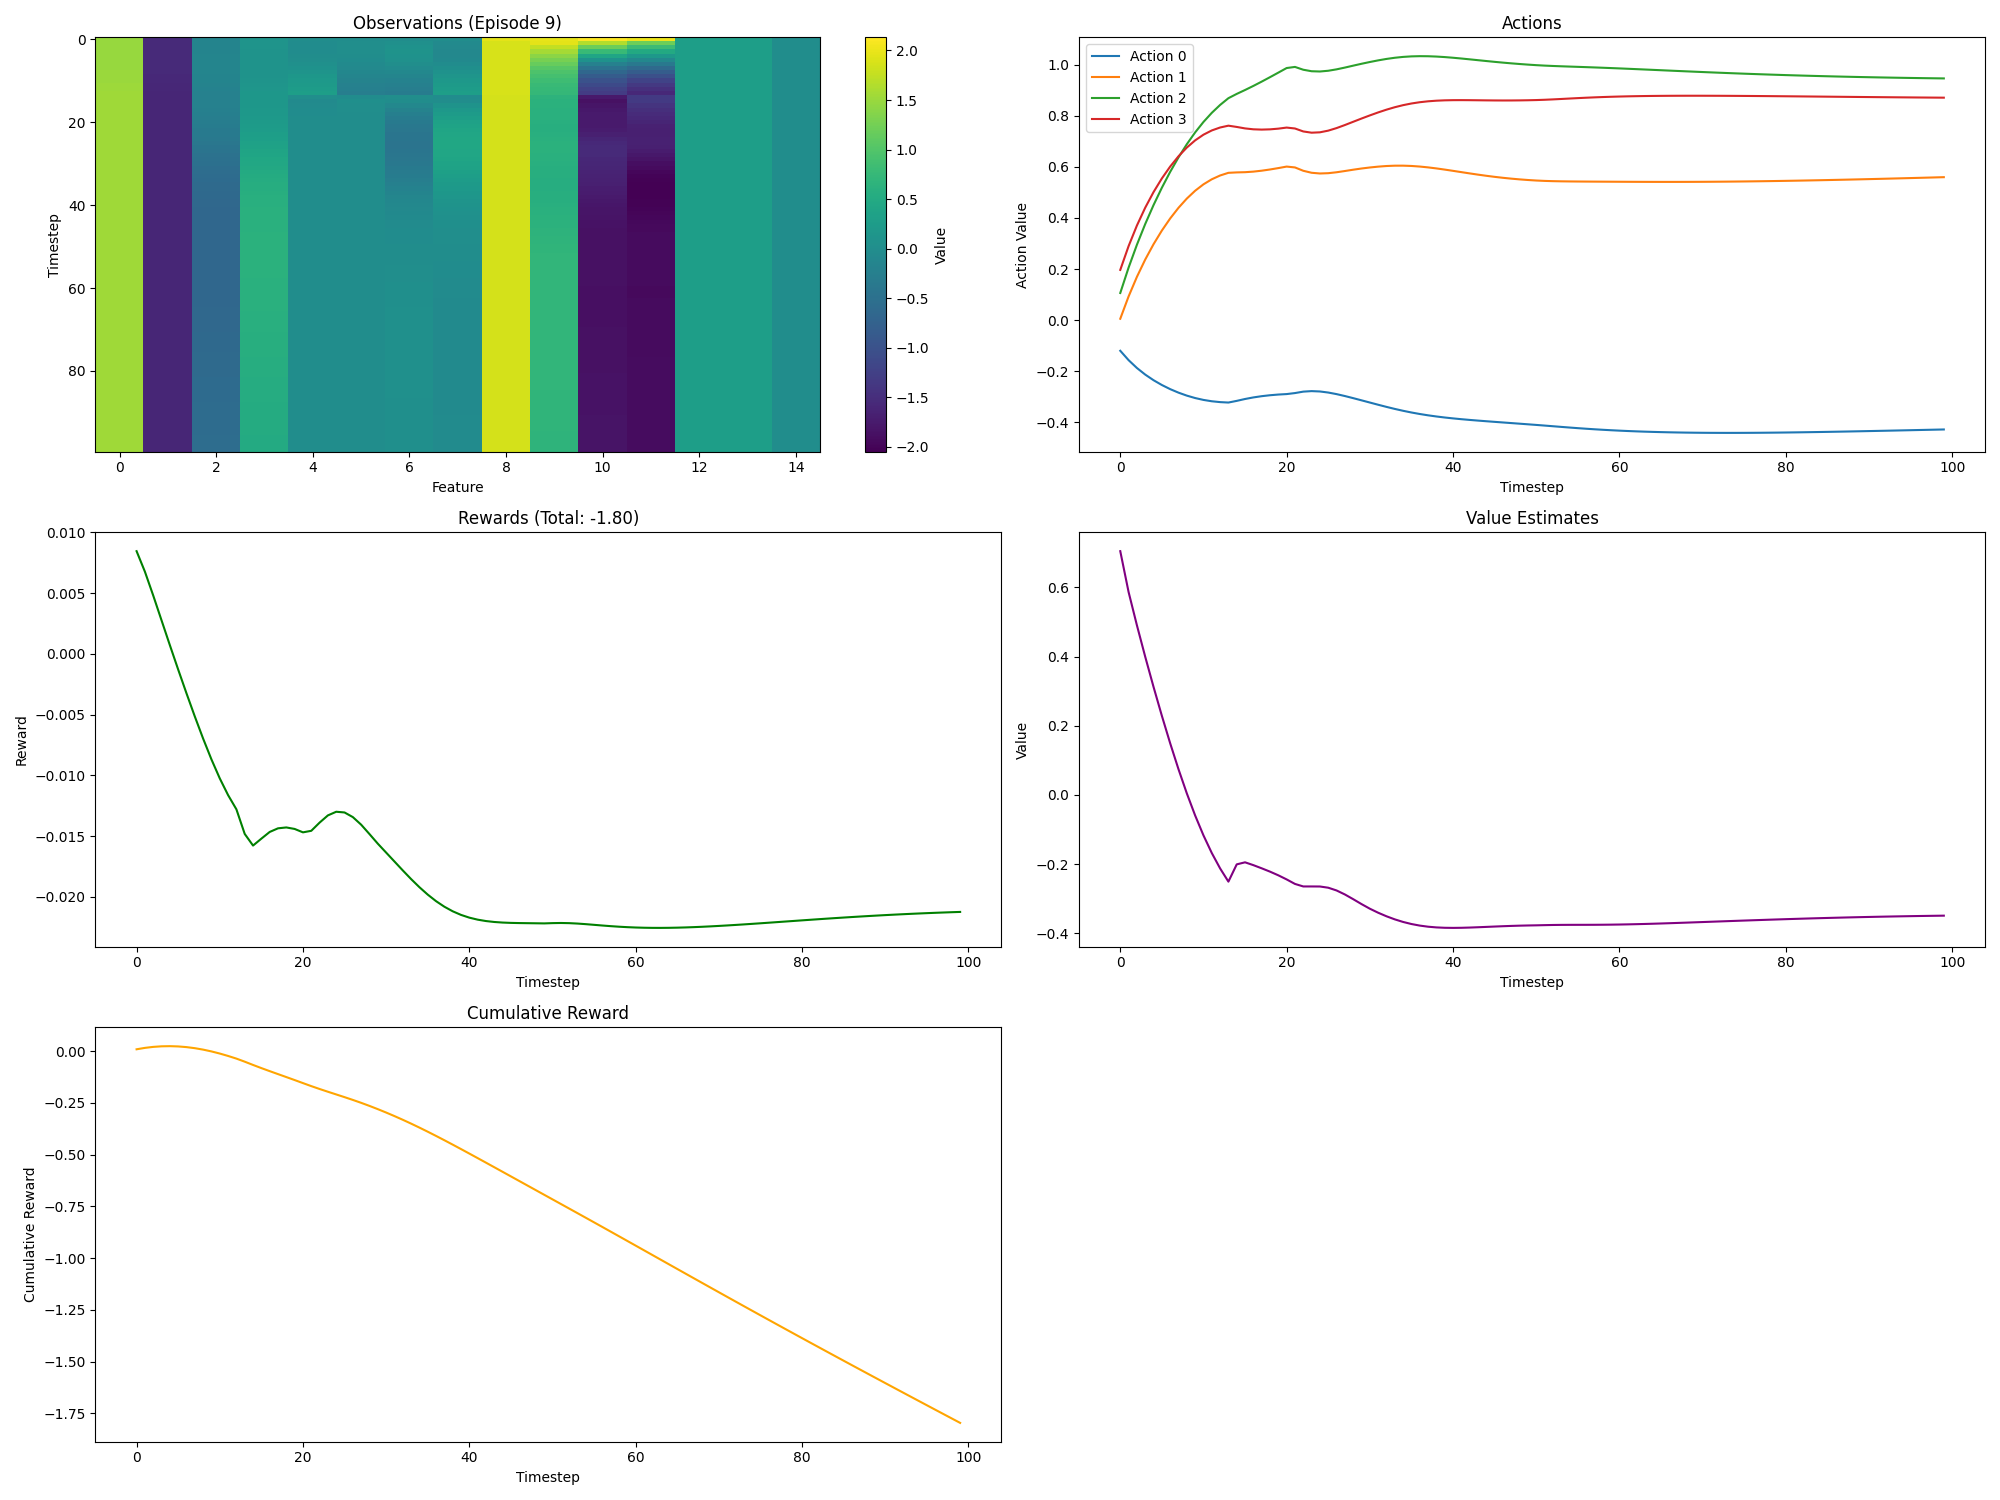 Observations (Episode 9)
0
20
40
60
80
Timestep
0 2 4 6 8 10 12 14
Feature
2.0
1.5
1.0
0.5
0.0
−0.5
−1.0
−1.5
−2.0
Value
Actions
Action 0
Action 1
Action 2
Action 3
1.0
0.8
0.6
0.4
0.2
0.0
−0.2
−0.4
Action Value
0 20 40 60 80 100
Timestep
Rewards (Total: -1.80)
0.010
0.005
0.000
−0.005
−0.010
−0.015
−0.020
Reward
0 20 40 60 80 100
Timestep
Value Estimates
0.6
0.4
0.2
0.0
−0.2
−0.4
Value
0 20 40 60 80 100
Timestep
Cumulative Reward
0.00
−0.25
−0.50
−0.75
−1.00
−1.25
−1.50
−1.75
Cumulative Reward
0 20 40 60 80 100
Timestep